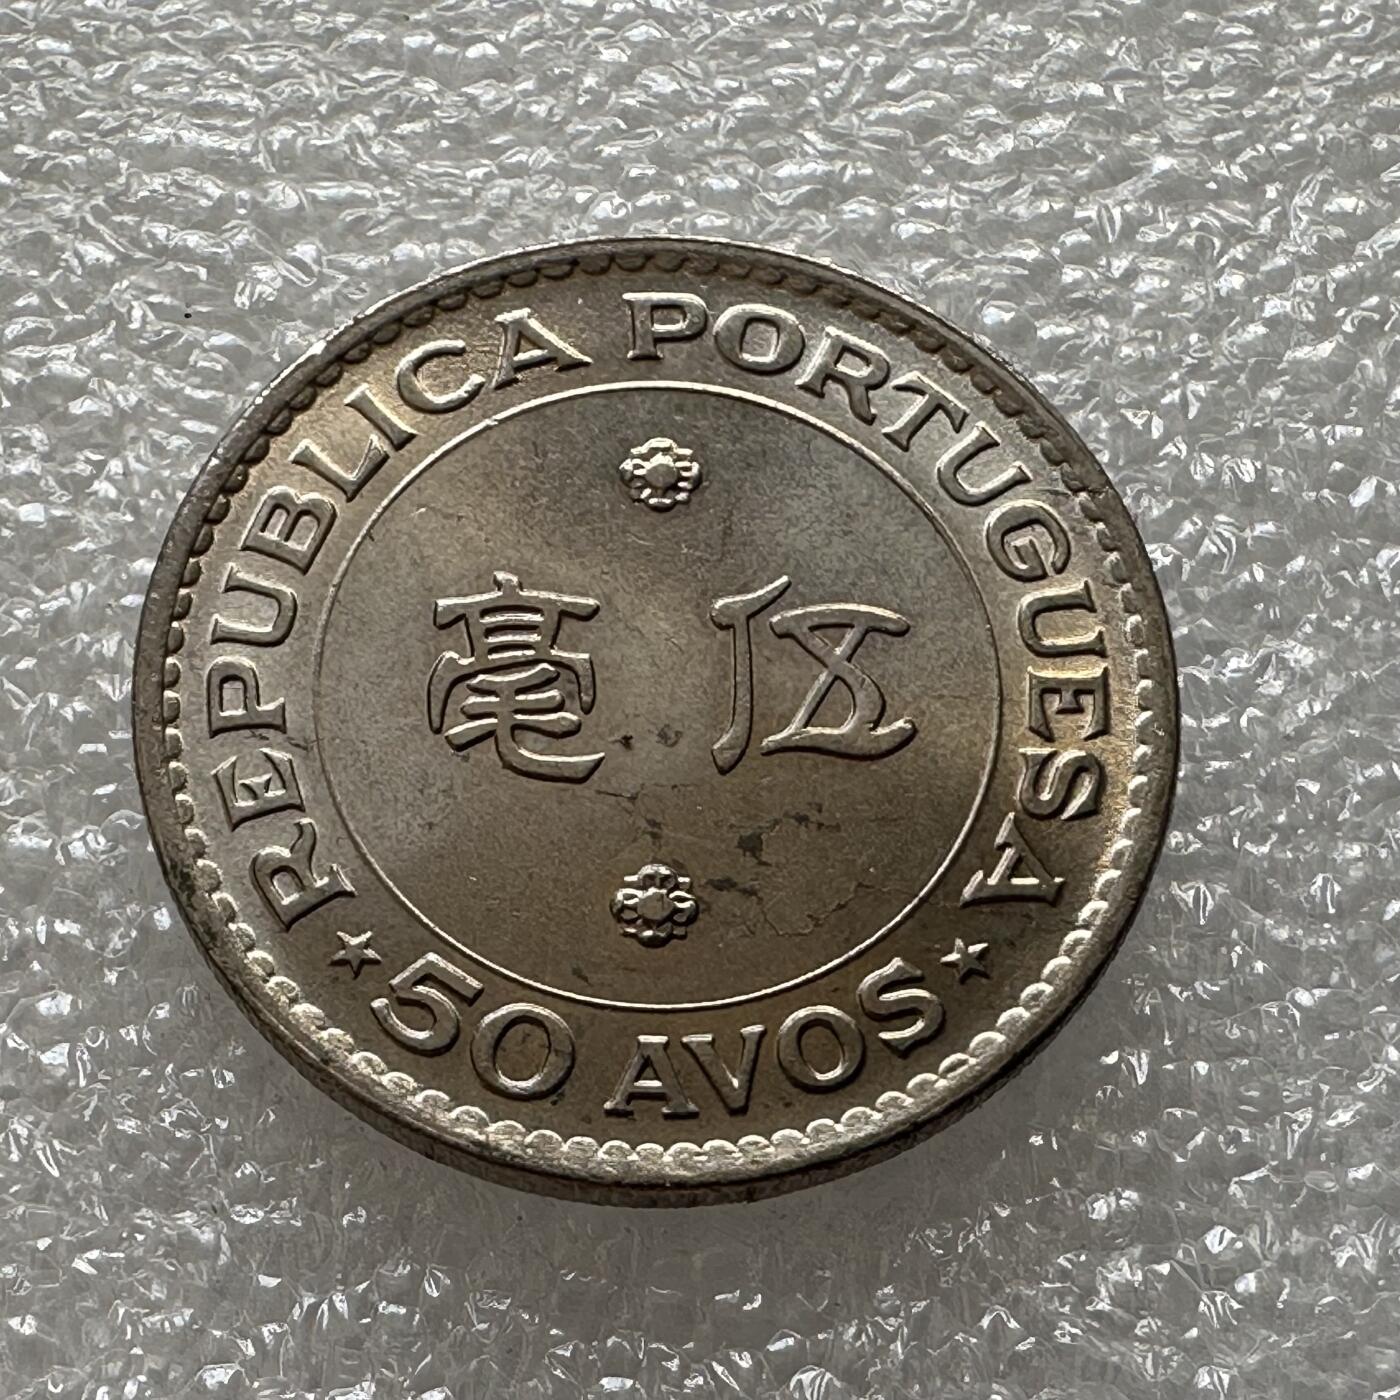 REPUBLICA PORTUGUESA
毫伍
★ 50 AVOS ★